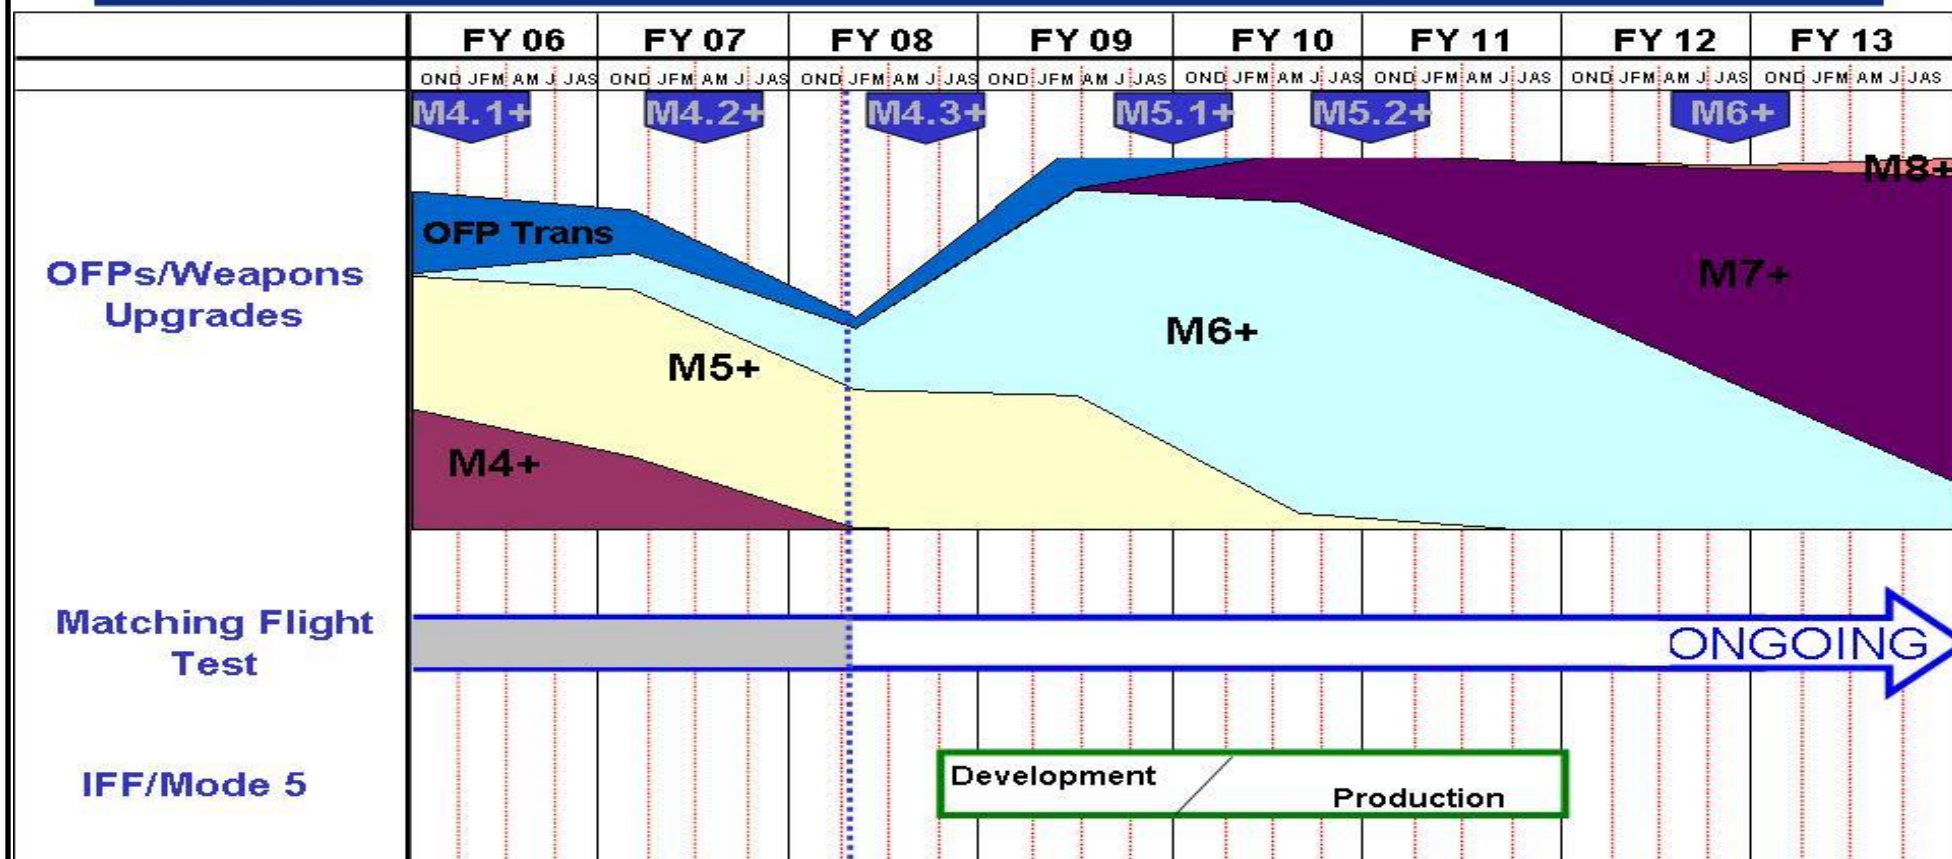 FY 06 FY 07 FY 08 FY 09 FY 10 FY 11 FY 12 FY 13
OND JFM AM J JAS OND JFM AM J JAS OND JFM AM J JAS OND JFM AM J JAS OND JFM AM J JAS OND JFM AM J JAS OND JFM AM J JAS OND JFM AM J JAS
M4.1+ M4.2+ M4.3+ M5.1+ M5.2+ M6+
M8+
OFP Trans
OFPs/Weapons
Upgrades
M7+
M6+
M5+
M4+
Matching Flight
Test
ONGOING
IFF/Mode 5
Development
Production